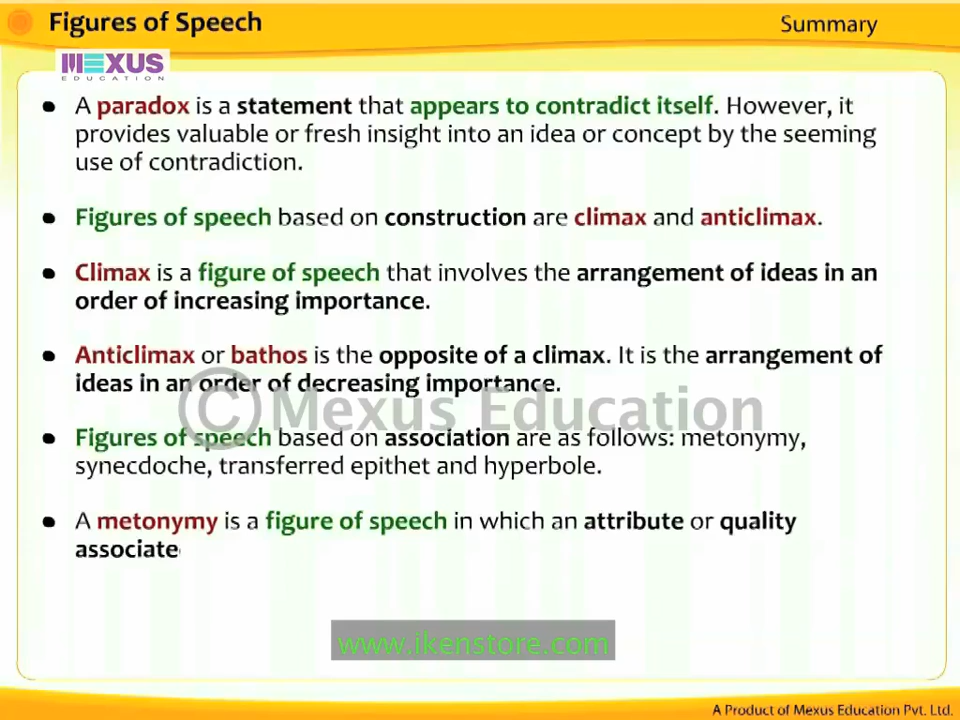 Figures of Speech
Summary
MEXUS
EDUCATION
A paradox is a statement that appears to contradict itself. However, it
provides valuable or fresh insight into an idea or concept by the seeming
use of contradiction.
Figures of speech based on construction are climax and anticlimax.
Climax is a figure of speech that involves the arrangement of ideas in an
order of increasing importance.
Anticlimax or bathos is the opposite of a climax. It is the arrangement of
ideas in an order of decreasing importance.
© Mexus Education
Figures of speech based on association are as follows: metonymy,
synecdoche, transferred epithet and hyperbole.
A metonymy is a figure of speech in which an attribute or quality
associate
www.ikenstore.com
A Product of Mexus Education Pvt. Ltd.